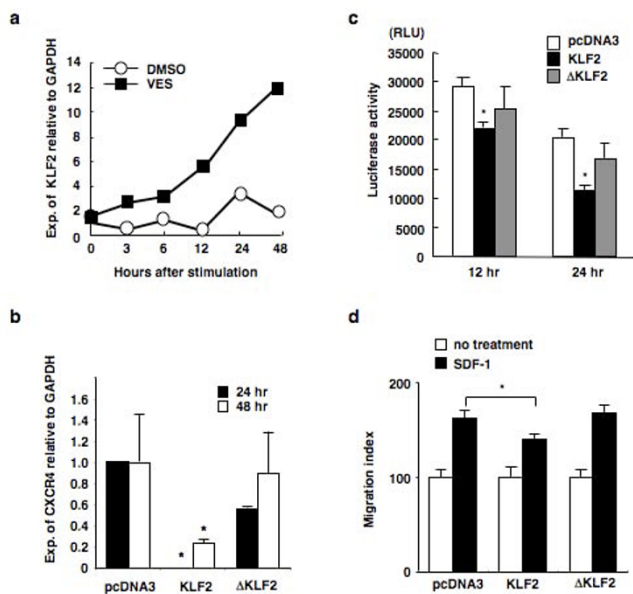 a
Exp. of KLF2 relative to GAPDH
14
12
10
8
6
4
2
0
DMSO
VES
0 3 6 12 24 48
Hours after stimulation
b
Exp. of CXCR4 relative to GAPDH
1.6
1.4
1.2
1.0
0.8
0.6
0.4
0.2
0
24 hr
48 hr
*
*
pcDNA3 KLF2 ΔKLF2
c
(RLU)
Luciferase activity
35000
30000
25000
20000
15000
10000
5000
0
pcDNA3
KLF2
ΔKLF2
*
*
12 hr 24 hr
d
no treatment
SDF-1
Migration index
200
100
0
*
pcDNA3 KLF2 ΔKLF2